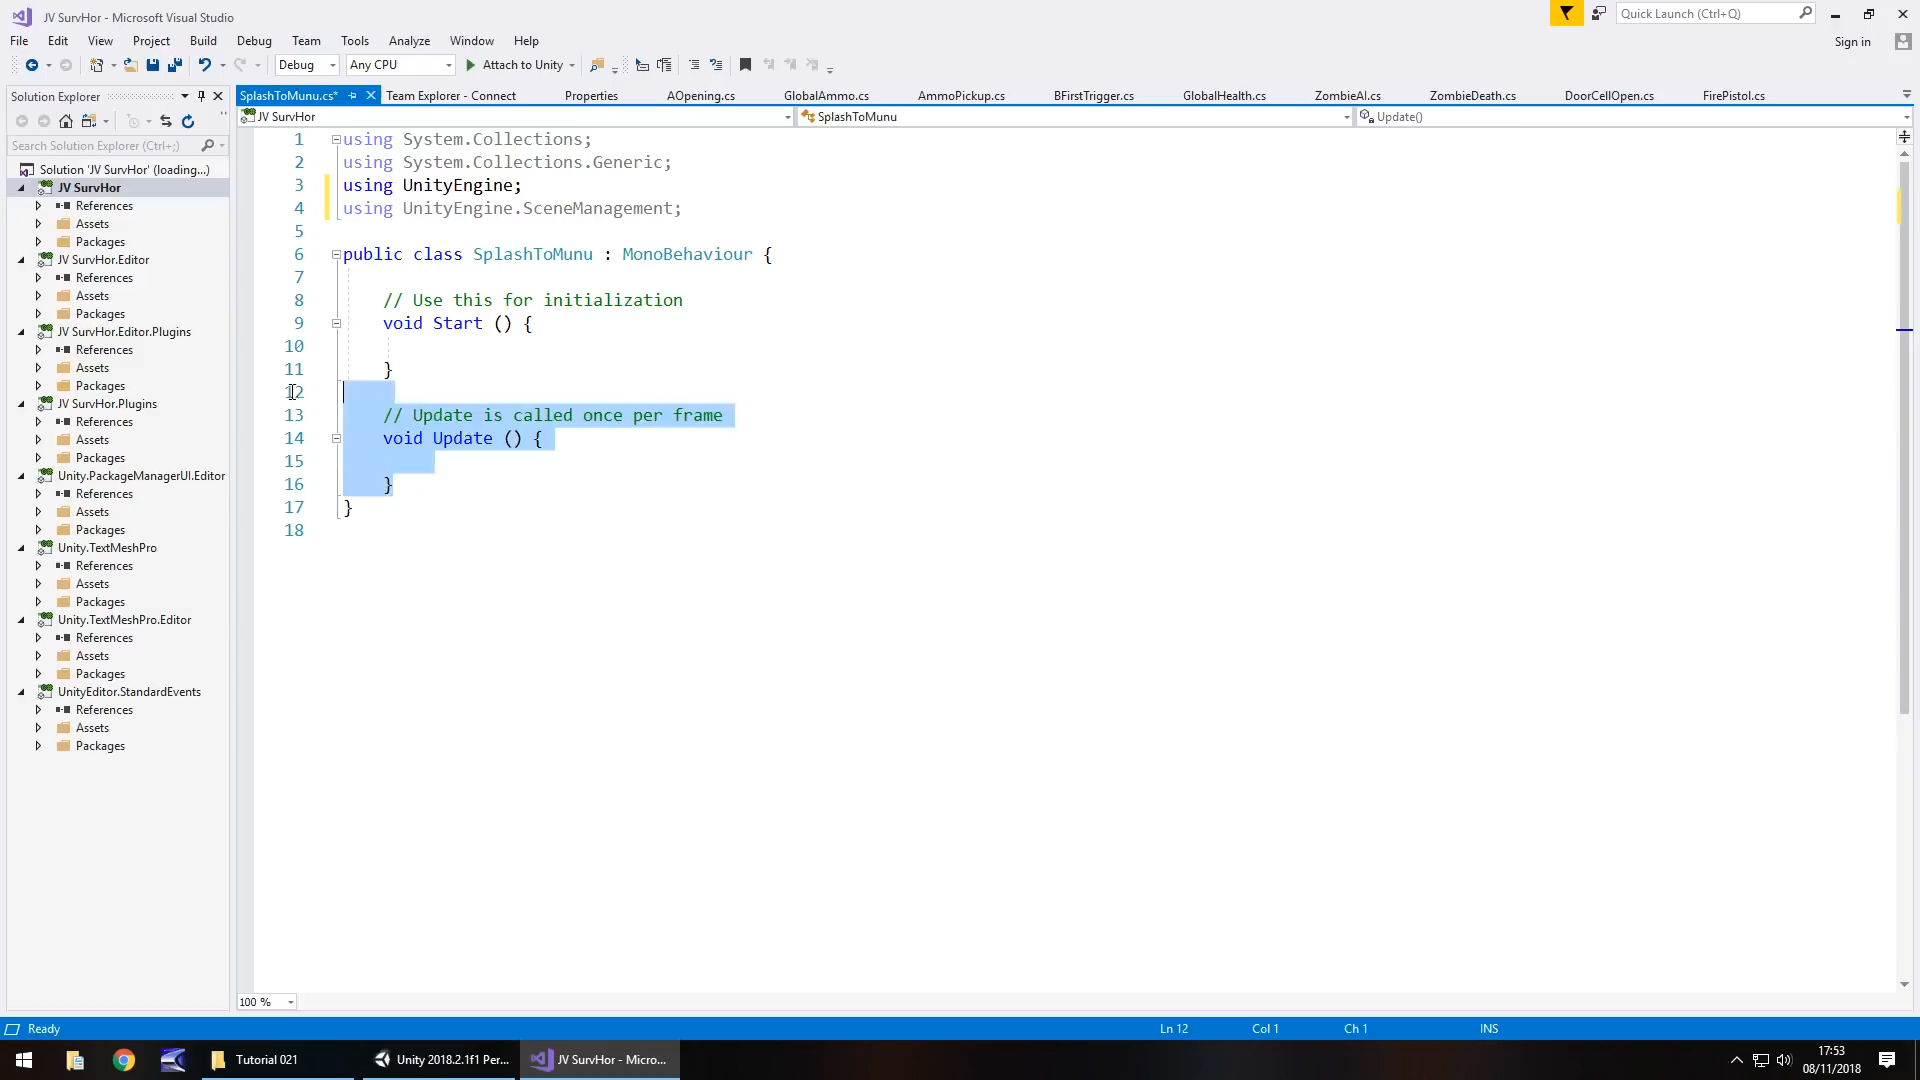 JV SurvHor - Microsoft Visual Studio
Quick Launch (Ctrl+Q)
File Edit View Project Build Debug Team Tools Analyze Window Help
Sign in
Debug Any CPU Attach to Unity
Solution Explorer
SplashToMunu.cs* Team Explorer - Connect Properties AOpening.cs GlobalAmmo.cs AmmoPickup.cs BFirstTrigger.cs GlobalHealth.cs ZombieAI.cs ZombieDeath.cs DoorCellOpen.cs FirePistol.cs
JV SurvHor SplashToMunu Update()
Search Solution Explorer (Ctrl+;)
Solution 'JV SurvHor' (loading...)
JV SurvHor
References
Assets
Packages
JV SurvHor.Editor
References
Assets
Packages
JV SurvHor.Editor.Plugins
References
Assets
Packages
JV SurvHor.Plugins
References
Assets
Packages
Unity.PackageManagerUI.Editor
References
Assets
Packages
Unity.TextMeshPro
References
Assets
Packages
Unity.TextMeshPro.Editor
References
Assets
Packages
UnityEditor.StandardEvents
References
Assets
Packages
1 using System.Collections;
2 using System.Collections.Generic;
3 using UnityEngine;
4 using UnityEngine.SceneManagement;
5
6 public class SplashToMunu : MonoBehaviour {
7
8 // Use this for initialization
9 void Start () {
10
11 }
12
13 // Update is called once per frame
14 void Update () {
15
16 }
17 }
18
100 %
Ready Ln 12 Col 1 Ch 1 INS
Tutorial 021 Unity 2018.2.1f1 Per... JV SurvHor - Micro...
17:53
08/11/2018